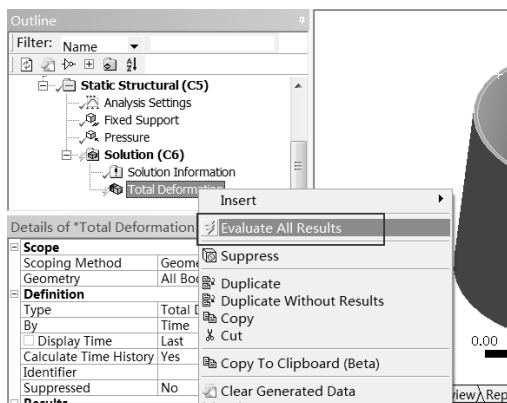 Outline
Filter: Name
Static Structural (C5)
Analysis Settings
Fixed Support
Pressure
Solution (C6)
Solution Information
Total Deformation
Insert
Evaluate All Results
Suppress
Duplicate
Duplicate Without Results
Copy
Cut
Copy To Clipboard (Beta)
Clear Generated Data
Details of "Total Deformation
Scope
Scoping Method Geome
Geometry All Bod
Definition
Type Total D
By Time
Display Time Last
Calculate Time History Yes
Identifier
Suppressed No
Results
0.00
view Rep